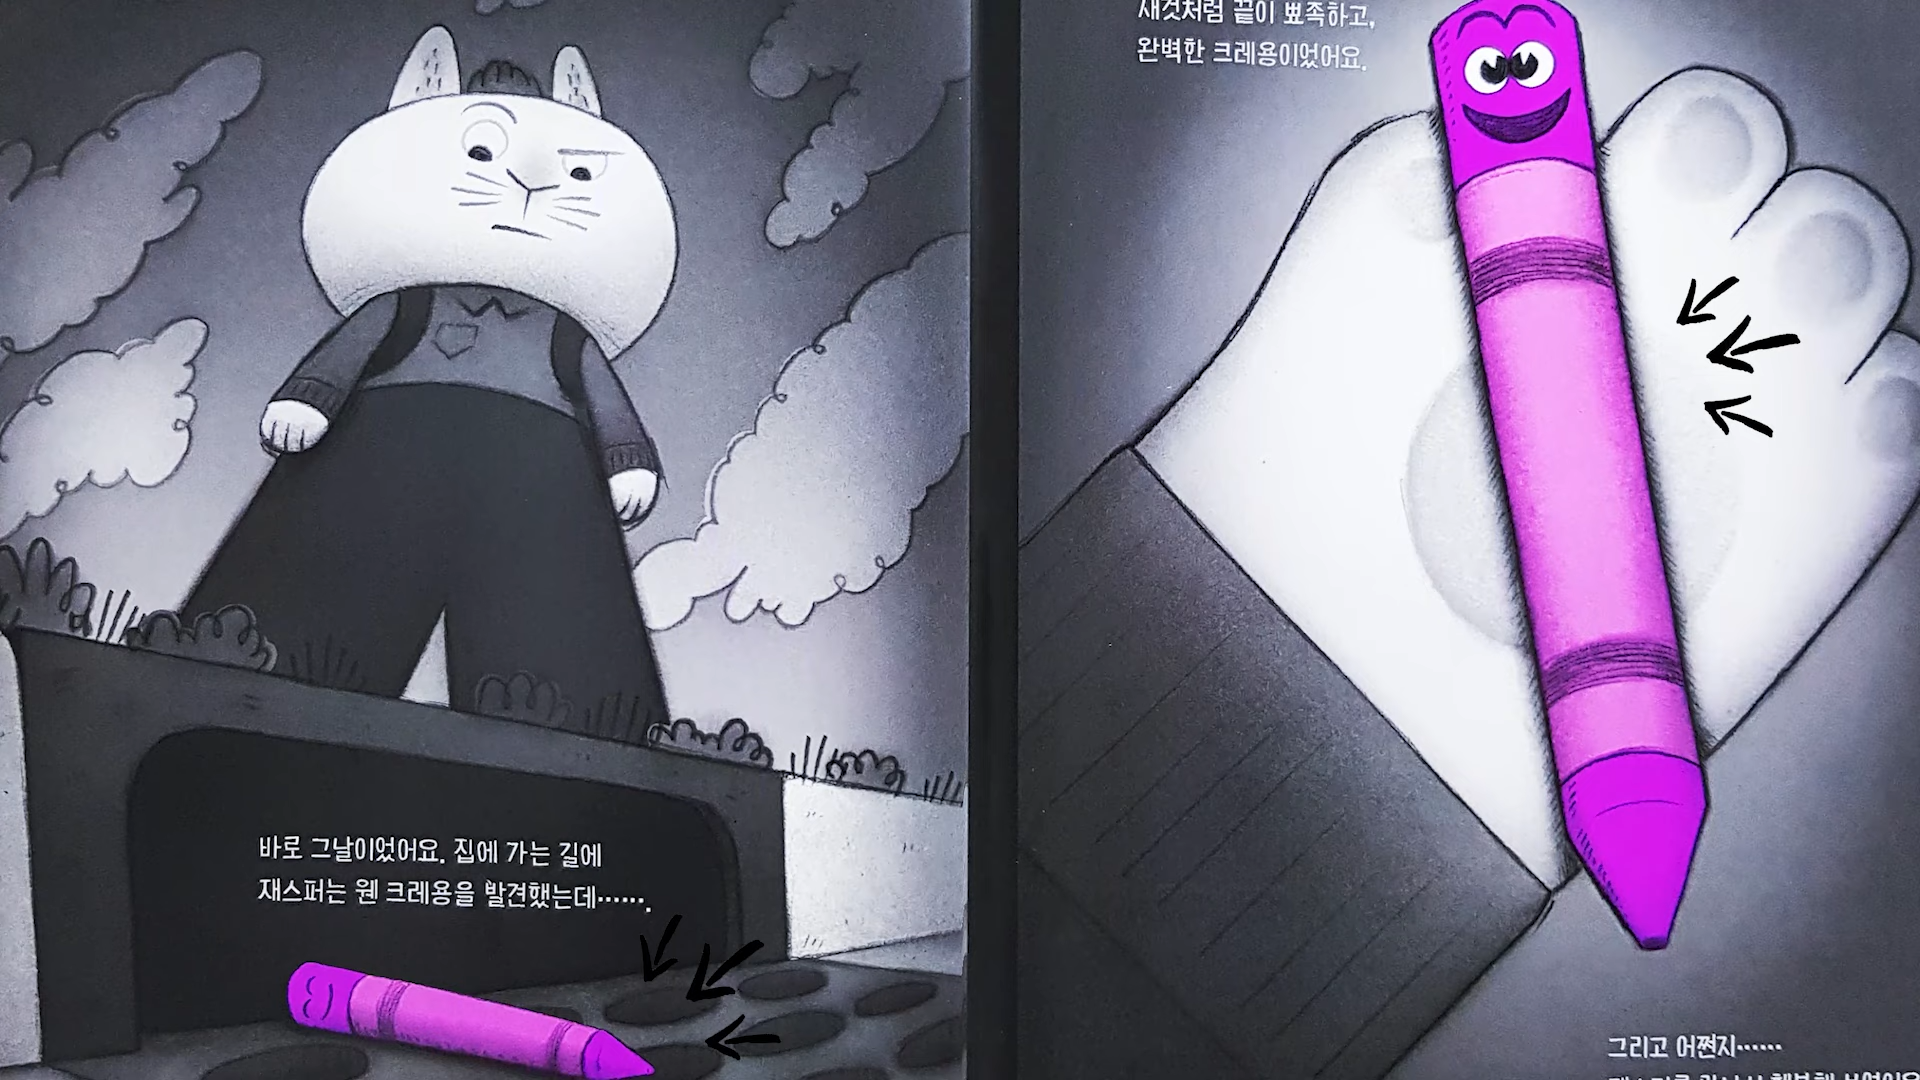 바로 그날이었어요. 집에 가는 길에
재스퍼는 웬 크레용을 발견했는데…….
새것처럼 끝이 뾰족하고,
완벽한 크레용이었어요.
그리고 어쩐지……